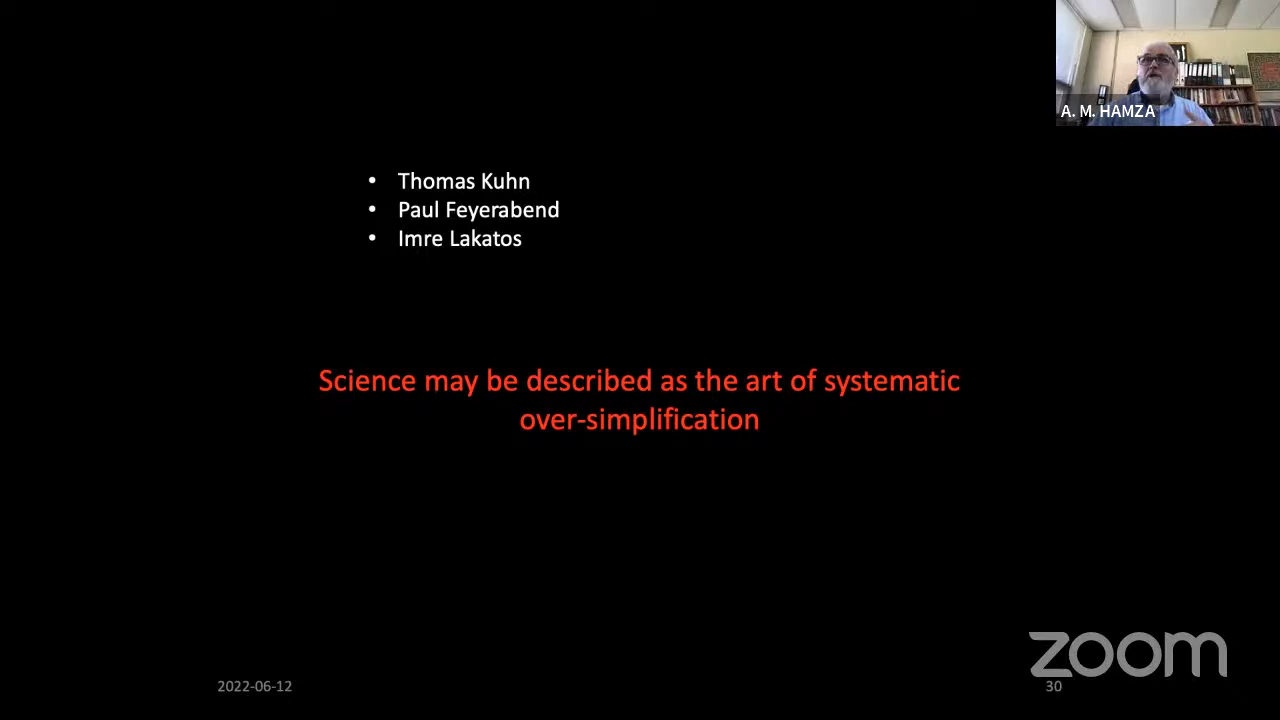 A. M. HAMZA
• Thomas Kuhn
• Paul Feyerabend
• Imre Lakatos
Science may be described as the art of systematic
over-simplification
zoom
2022-06-12
30